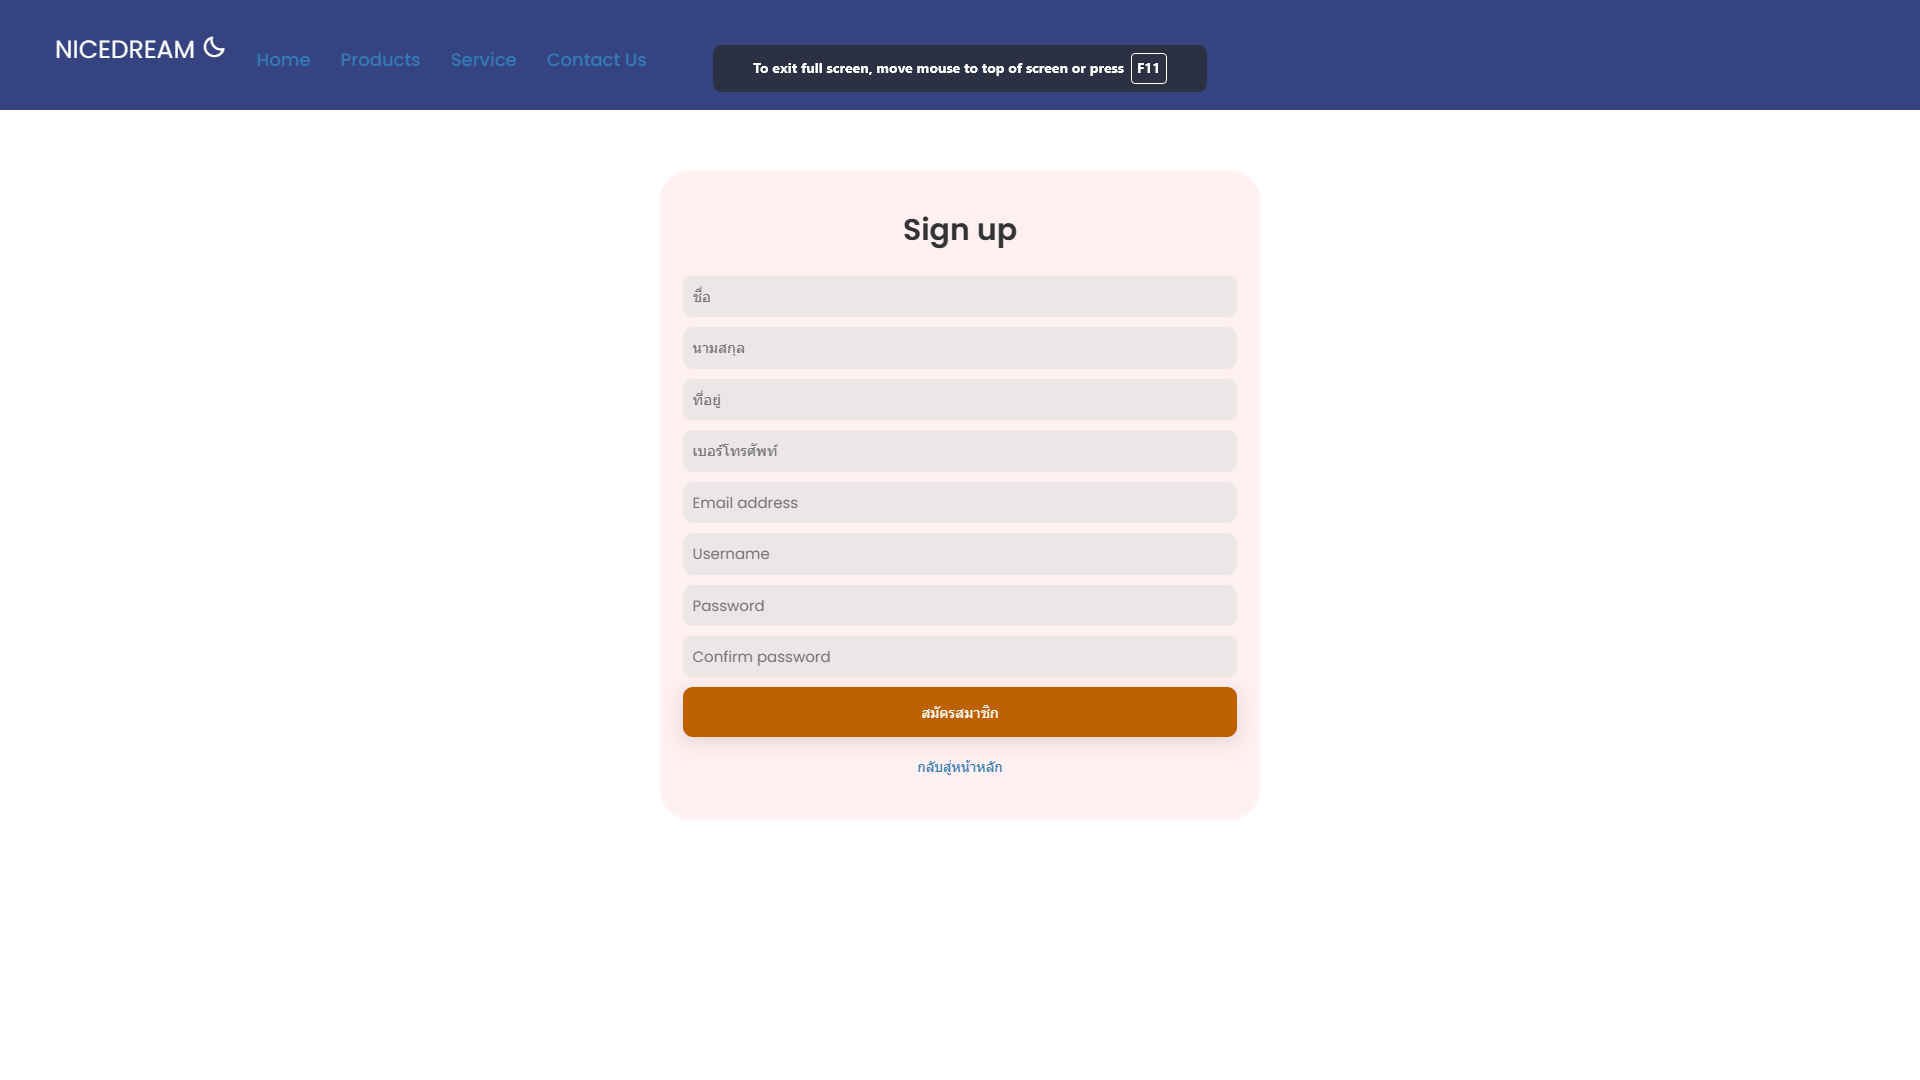 NICEDREAM
Home Products Service Contact Us
To exit full screen, move mouse to top of screen or press F11
Sign up
ชื่อ
นามสกุล
ที่อยู่
เบอร์โทรศัพท์
Email address
Username
Password
Confirm password
สมัครสมาชิก
กลับสู่หน้าหลัก